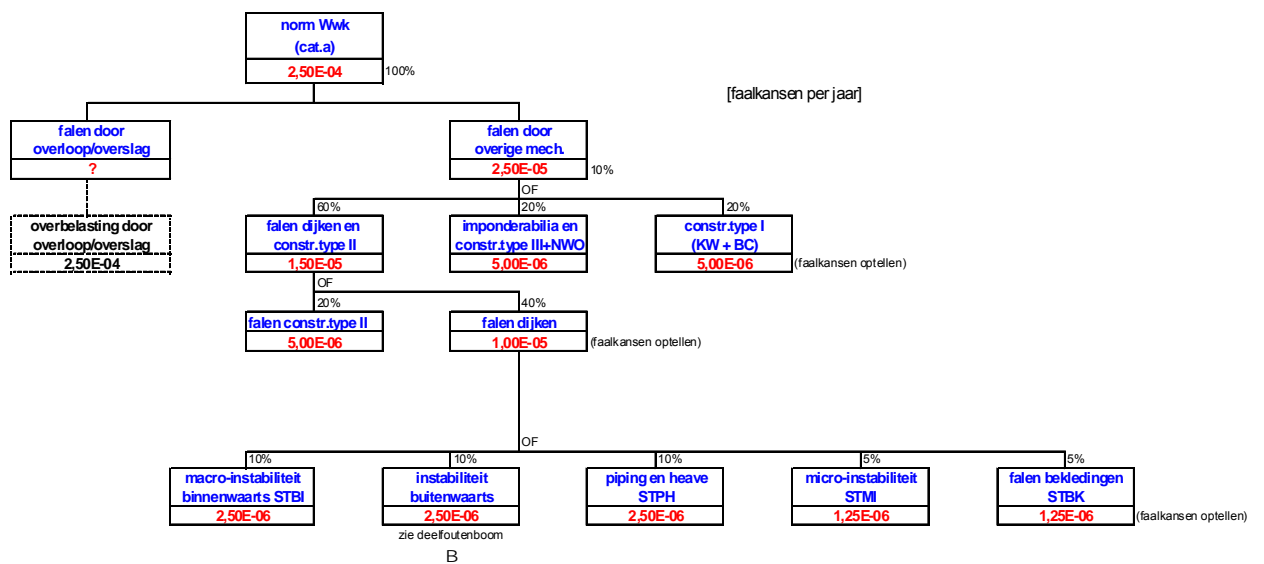 norm Wwk
(cat.a)
2,50E-04
100%
[faalkansen per jaar]
falen door
overloop/overslag
?
falen door
overige mech.
2,50E-05
10%
OF
overbelasting door
overloop/overslag
2,50E-04
60%
falen dijken en
constr.type II
1,50E-05
20%
imponderabilia en
constr.type III+NWO
5,00E-06
20%
constr.type I
(KW + BC)
5,00E-06
(faalkansen optellen)
OF
20%
falen constr.type II
5,00E-06
40%
falen dijken
1,00E-05
(faalkansen optellen)
OF
10%
macro-instabiliteit
binnenwaarts STBI
2,50E-06
10%
instabiliteit
buitenwaarts
2,50E-06
zie deelfoutenboom
B
10%
piping en heave
STPH
2,50E-06
5%
micro-instabiliteit
STMI
1,25E-06
5%
falen bekledingen
STBK
1,25E-06
(faalkansen optellen)